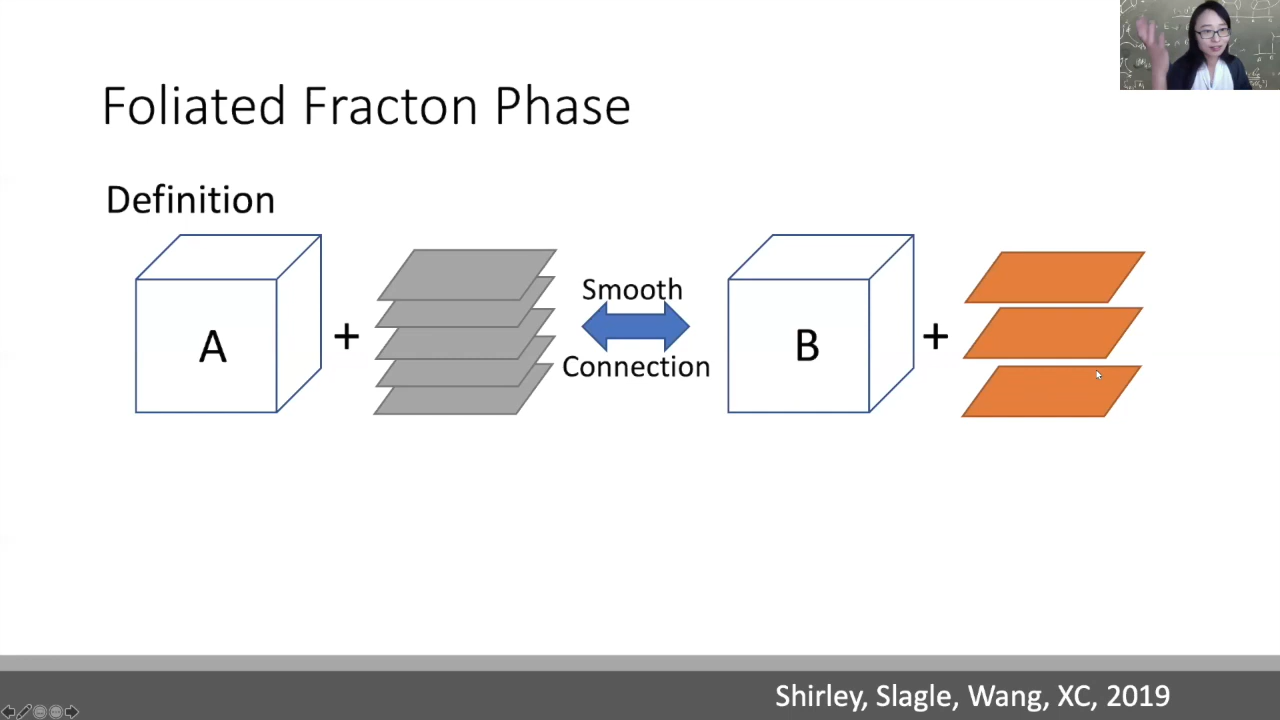 Foliated Fracton Phase
Definition
A + Smooth Connection B +
Shirley, Slagle, Wang, XC, 2019